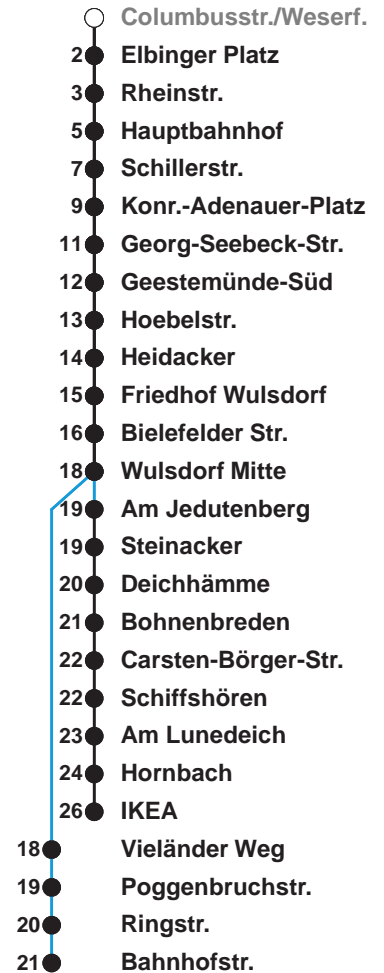 Columbusstr./Weserf.
2 Elbinger Platz
3 Rheinstr.
5 Hauptbahnhof
7 Schillerstr.
9 Konr.-Adenauer-Platz
11 Georg-Seebeck-Str.
12 Geestemünde-Süd
13 Hoebelstr.
14 Heidacker
15 Friedhof Wulsdorf
16 Bielefelder Str.
18 Wulsdorf Mitte
19 Am Jedutenberg
19 Steinacker
20 Deichhämme
21 Bohnenbreden
22 Carsten-Börger-Str.
22 Schiffshören
23 Am Lunedeich
24 Hornbach
26 IKEA
18 Vieländer Weg
19 Poggenbruchstr.
20 Ringstr.
21 Bahnhofstr.